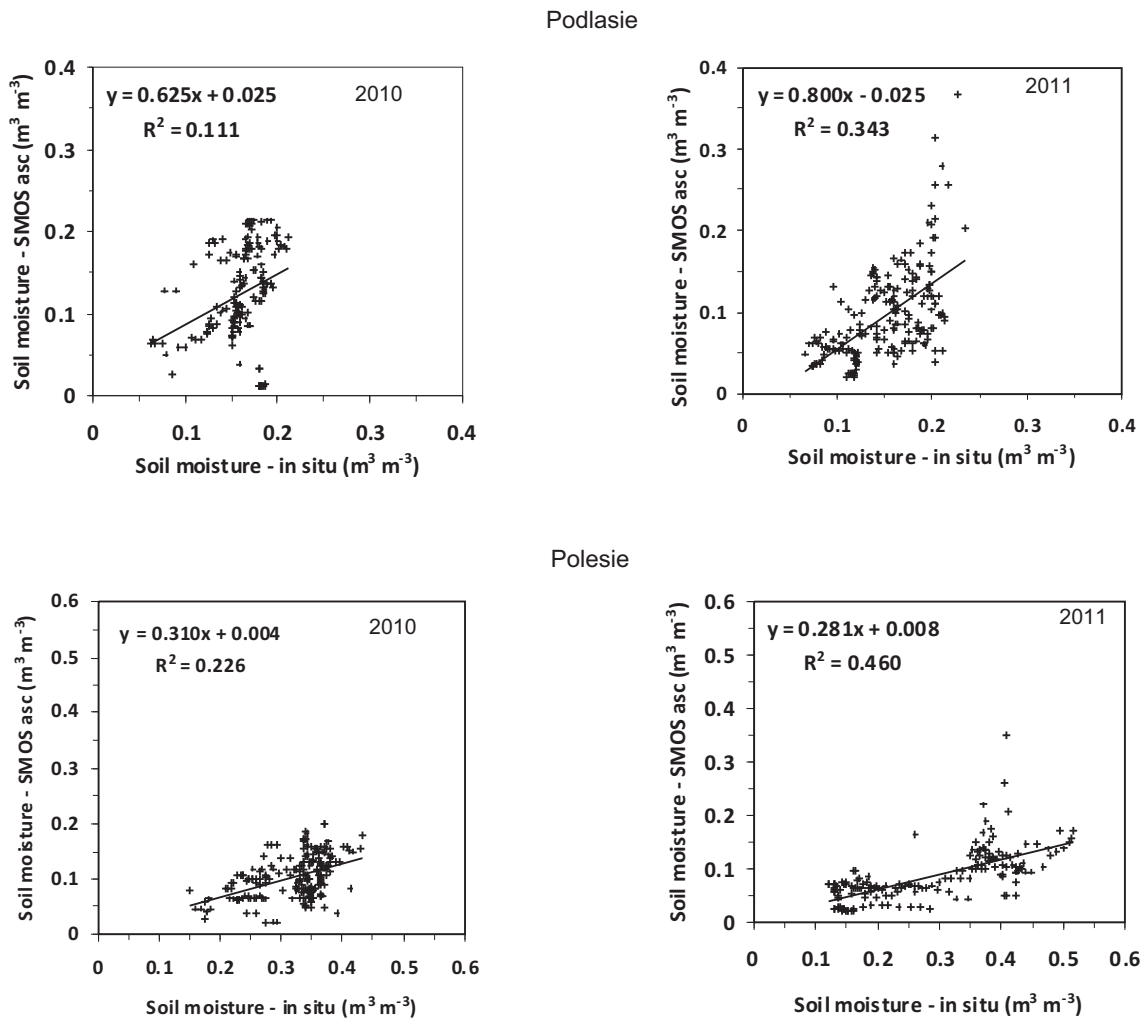 Podlasie
0.4
0.3
0.2
0.1
0
Soil moisture - SMOS asc (m³ m⁻³)
y = 0.625x + 0.025
R² = 0.111
2010
0 0.1 0.2 0.3 0.4
Soil moisture - in situ (m³ m⁻³)
0.4
0.3
0.2
0.1
0
Soil moisture - SMOS asc (m³ m⁻³)
y = 0.800x - 0.025
R² = 0.343
2011
0 0.1 0.2 0.3 0.4
Soil moisture - in situ (m³ m⁻³)
Polesie
0.6
0.5
0.4
0.3
0.2
0.1
0
Soil moisture - SMOS asc (m³ m⁻³)
y = 0.310x + 0.004
R² = 0.226
2010
0 0.1 0.2 0.3 0.4 0.5 0.6
Soil moisture - in situ (m³ m⁻³)
0.6
0.5
0.4
0.3
0.2
0.1
0
Soil moisture - SMOS asc (m³ m⁻³)
y = 0.281x + 0.008
R² = 0.460
2011
0 0.1 0.2 0.3 0.4 0.5 0.6
Soil moisture - in situ (m³ m⁻³)